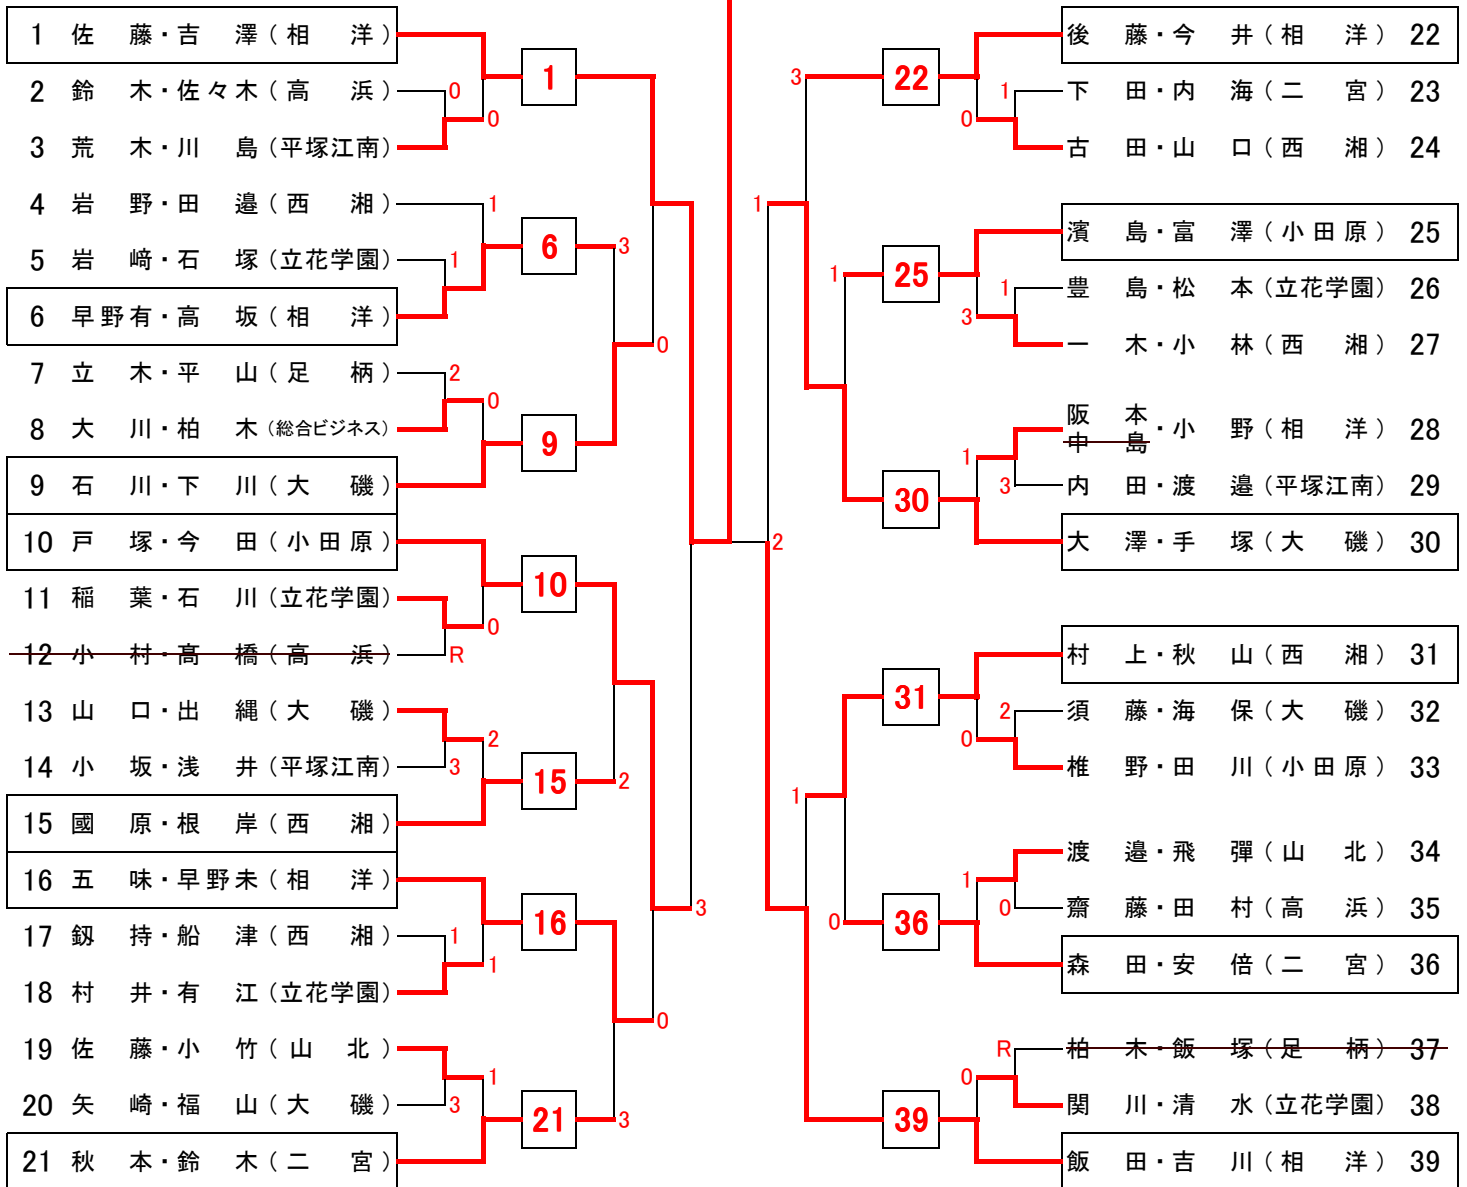 1 佐 藤・吉 澤(相 洋)
2 鈴 木・佐々木(高 浜)
3 荒 木・川 島(平塚江南)
4 岩 野・田 邉(西 湘)
5 岩 﨑・石 塚(立花学園)
6 早野有・高 坂(相 洋)
7 立 木・平 山(足 柄)
8 大 川・柏 木(総合ビジネス)
9 石 川・下 川(大 磯)
10 戸 塚・今 田(小田原)
11 稲 葉・石 川(立花学園)
12 小 村・髙 橋(高 浜)
13 山 口・出 縄(大 磯)
14 小 坂・浅 井(平塚江南)
15 國 原・根 岸(西 湘)
16 五 味・早野未(相 洋)
17 釼 持・船 津(西 湘)
18 村 井・有 江(立花学園)
19 佐 藤・小 竹(山 北)
20 矢 崎・福 山(大 磯)
21 秋 本・鈴 木(二 宮)
0
0
1
1
2
0
0
R
2
3
1
1
1
3
1
6
9
10
15
16
21
3
0
2
3
0
3
1
2
3
1
1
0
1
22
25
30
31
36
39
1
0
1
3
1
3
2
0
1
0
R
0
後 藤・今 井(相 洋) 22
下 田・内 海(二 宮) 23
古 田・山 口(西 湘) 24
濱 島・富 澤(小田原) 25
豊 島・松 本(立花学園) 26
一 木・小 林(西 湘) 27
阪 本
中 島・小 野(相 洋) 28
内 田・渡 邉(平塚江南) 29
大 澤・手 塚(大 磯) 30
村 上・秋 山(西 湘) 31
須 藤・海 保(大 磯) 32
椎 野・田 川(小田原) 33
渡 邉・飛 彈(山 北) 34
齋 藤・田 村(高 浜) 35
森 田・安 倍(二 宮) 36
柏 木・飯 塚(足 柄) 37
関 川・清 水(立花学園) 38
飯 田・吉 川(相 洋) 39